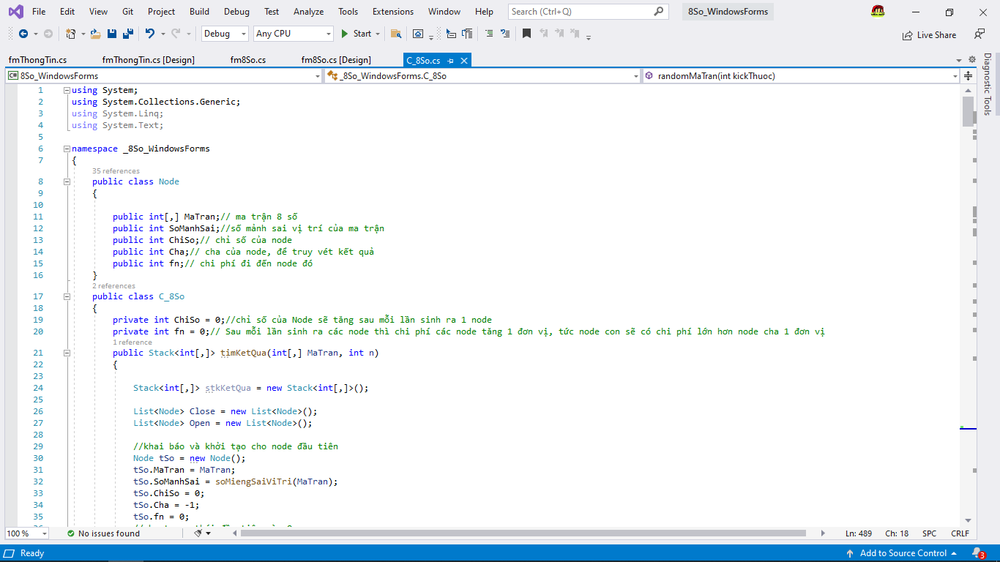 File Edit View Git Project Build Debug Test Analyze Tools Extensions Window Help Search (Ctrl+Q) 8So_WindowsForms
Debug Any CPU Start Live Share
fmThongTin.cs fmThongTin.cs [Design] fm8So.cs fm8So.cs [Design] C_8So.cs
Diagnostic Tools
C# 8So_WindowsForms _8So_WindowsForms.C_8So randomMaTran(int kickThuoc)
1 using System;
2 using System.Collections.Generic;
3 using System.Linq;
4 using System.Text;
5
6 namespace _8So_WindowsForms
7 {
35 references
8 public class Node
9 {
10
11 public int[,] MaTran;// ma trận 8 số
12 public int SoManhSai;//số mảnh sai vị trí của ma trận
13 public int ChiSo;// chỉ số của node
14 public int Cha;// cha của node, để truy vét kết quả
15 public int fn;// chi phí đi đến node đó
16 }
2 references
17 public class C_8So
18 {
19 private int ChiSo = 0;//chỉ số của Node sẽ tăng sau mỗi lần sinh ra 1 node
20 private int fn = 0;// Sau mỗi lần sinh ra các node thì chi phí các node tăng 1 đơn vị, tức node con sẽ có chi phí lớn hơn node cha 1 đơn vị
1 reference
21 public Stack<int[,]> timKetQua(int[,] MaTran, int n)
22 {
23
24 Stack<int[,]> stkKetQua = new Stack<int[,]>();
25
26 List<Node> Close = new List<Node>();
27 List<Node> Open = new List<Node>();
28
29 //khai báo và khởi tạo cho node đầu tiên
30 Node tSo = new Node();
31 tSo.MaTran = MaTran;
32 tSo.SoManhSai = soMiengSaiViTri(MaTran);
33 tSo.ChiSo = 0;
34 tSo.Cha = -1;
35 tSo.fn = 0;
100 % No issues found Ln: 489 Ch: 18 SPC CRLF
Ready Add to Source Control 3